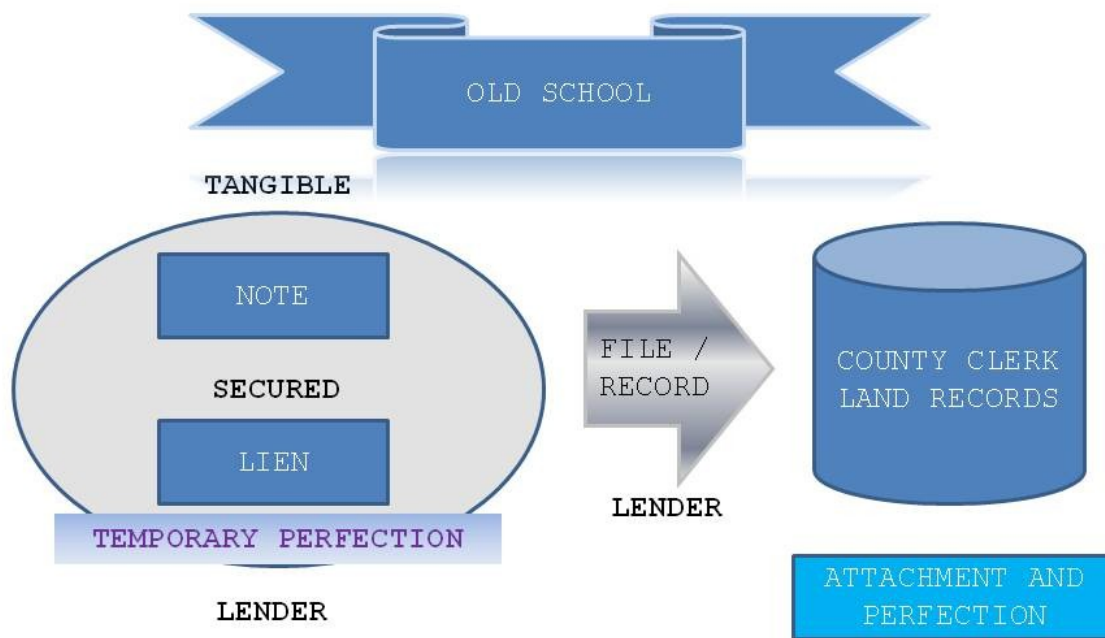 OLD SCHOOL
TANGIBLE
NOTE
SECURED
LIEN
TEMPORARY PERFECTION
LENDER
FILE /
RECORD
LENDER
COUNTY CLERK
LAND RECORDS
ATTACHMENT AND
PERFECTION